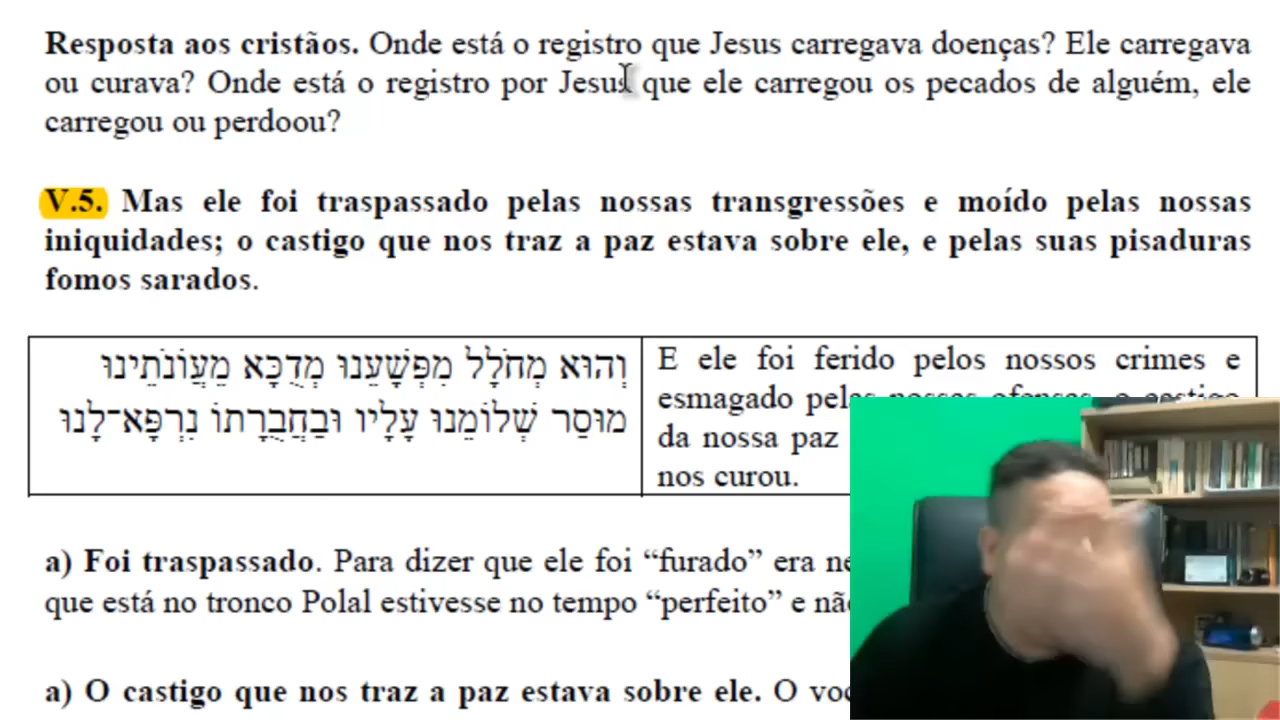 Resposta aos cristãos. Onde está o registro que Jesus carregava doenças? Ele carregava
ou curava? Onde está o registro por Jesus que ele carregou os pecados de alguém, ele
carregou ou perdoou?
V.5. Mas ele foi traspassado pelas nossas transgressões e moído pelas nossas
iniquidades; o castigo que nos traz a paz estava sobre ele, e pelas suas pisaduras
fomos sarados.
וְהוּא מְחֹלָל מִפְּשָׁעֵנוּ מְדֻכָּא מֵעֲוֺנֹתֵינוּ
מוּסַר שְׁלוֹמֵנוּ עָלָיו וּבַחֲבֻרָתוֹ נִרְפָּא־לָנוּ
E ele foi ferido pelos nossos crimes e
esmagado pelas nossas ofensas, o castigo
da nossa paz
nos curou.
a) Foi traspassado. Para dizer que ele foi “furado” era
que está no tronco Polal estivesse no tempo “perfeito” e
a) O castigo que nos traz a paz estava sobre ele. O